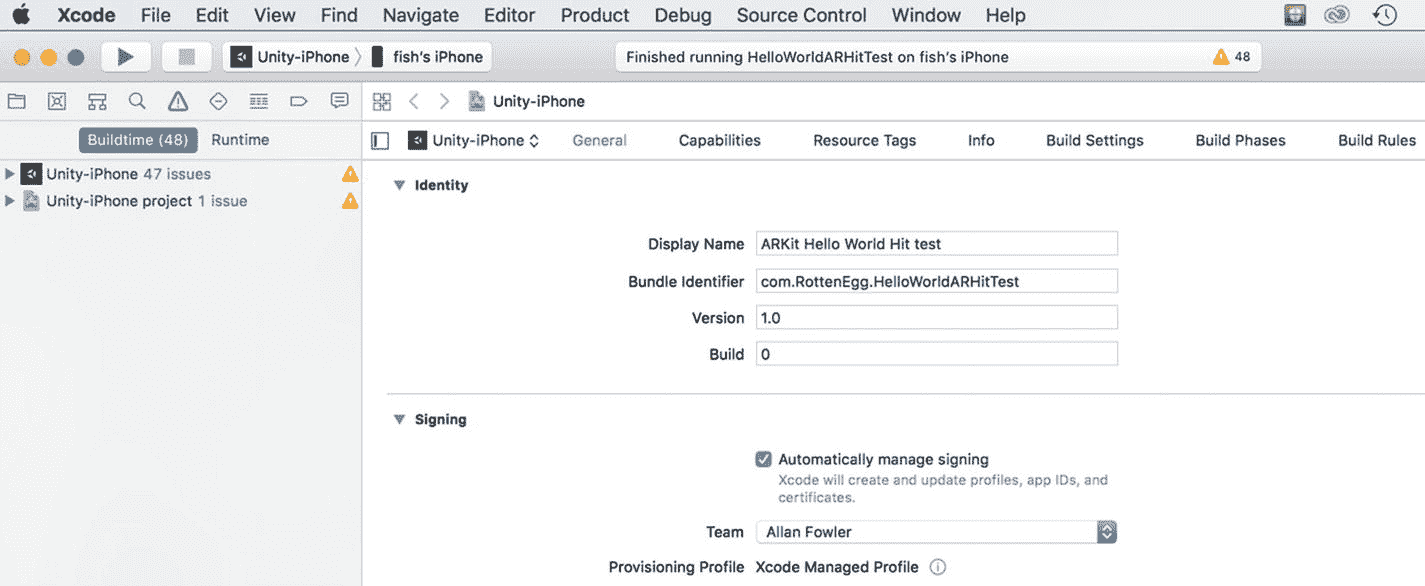 Xcode File Edit View Find Navigate Editor Product Debug Source Control Window Help
Unity-iPhone fish's iPhone Finished running HelloWorldARHitTest on fish's iPhone 48
Unity-iPhone
Buildtime (48) Runtime Unity-iPhone General Capabilities Resource Tags Info Build Settings Build Phases Build Rules
Unity-iPhone 47 issues
Unity-iPhone project 1 issue
Identity
Display Name ARKit Hello World Hit test
Bundle Identifier com.RottenEgg.HelloWorldARHitTest
Version 1.0
Build 0
Signing
Automatically manage signing
Xcode will create and update profiles, app IDs, and
certificates.
Team Allan Fowler
Provisioning Profile Xcode Managed Profile